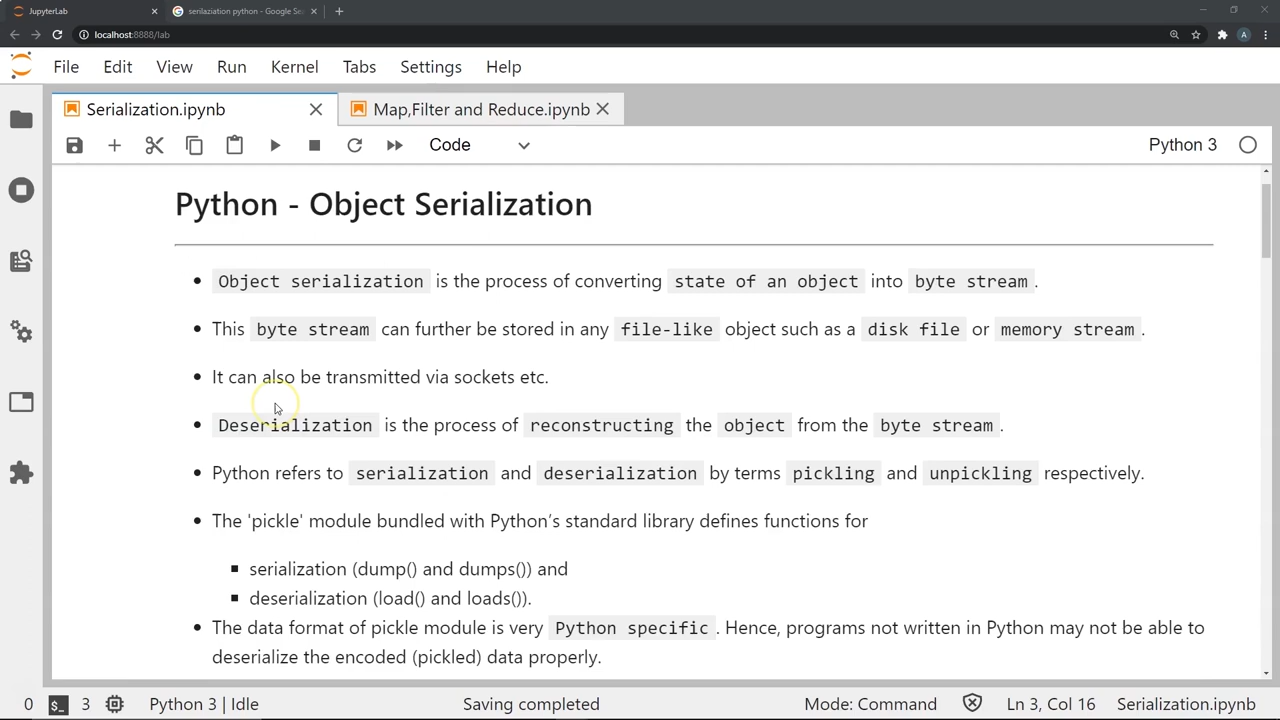 JupyterLab
serilaziation python - Google Se
localhost:8888/lab
File Edit View Run Kernel Tabs Settings Help
Serialization.ipynb
Map,Filter and Reduce.ipynb
Code
Python 3
Python - Object Serialization
Object serialization is the process of converting state of an object into byte stream.
This byte stream can further be stored in any file-like object such as a disk file or memory stream.
It can also be transmitted via sockets etc.
Deserialization is the process of reconstructing the object from the byte stream.
Python refers to serialization and deserialization by terms pickling and unpickling respectively.
The 'pickle' module bundled with Python's standard library defines functions for
serialization (dump() and dumps()) and
deserialization (load() and loads()).
The data format of pickle module is very Python specific. Hence, programs not written in Python may not be able to
deserialize the encoded (pickled) data properly.
0 $_ 3 Python 3 | Idle Saving completed Mode: Command Ln 3, Col 16 Serialization.ipynb
A